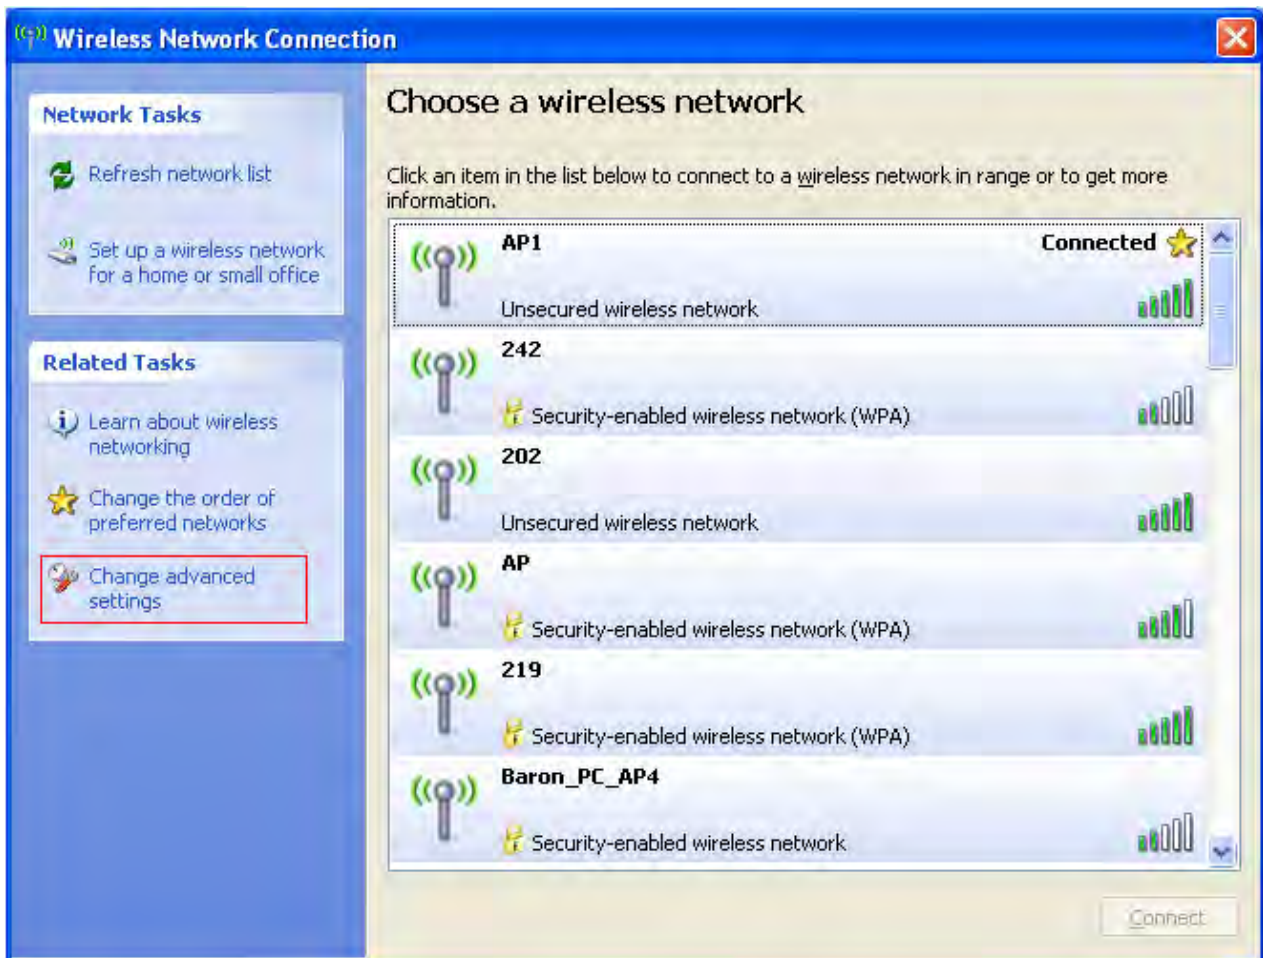 Wireless Network Connection
Network Tasks
Refresh network list
Set up a wireless network
for a home or small office
Related Tasks
Learn about wireless
networking
Change the order of
preferred networks
Change advanced
settings
Choose a wireless network
Click an item in the list below to connect to a wireless network in range or to get more
information.
AP1
Connected
Unsecured wireless network
242
Security-enabled wireless network (WPA)
202
Unsecured wireless network
AP
Security-enabled wireless network (WPA)
219
Security-enabled wireless network (WPA)
Baron_PC_AP4
Security-enabled wireless network
Connect